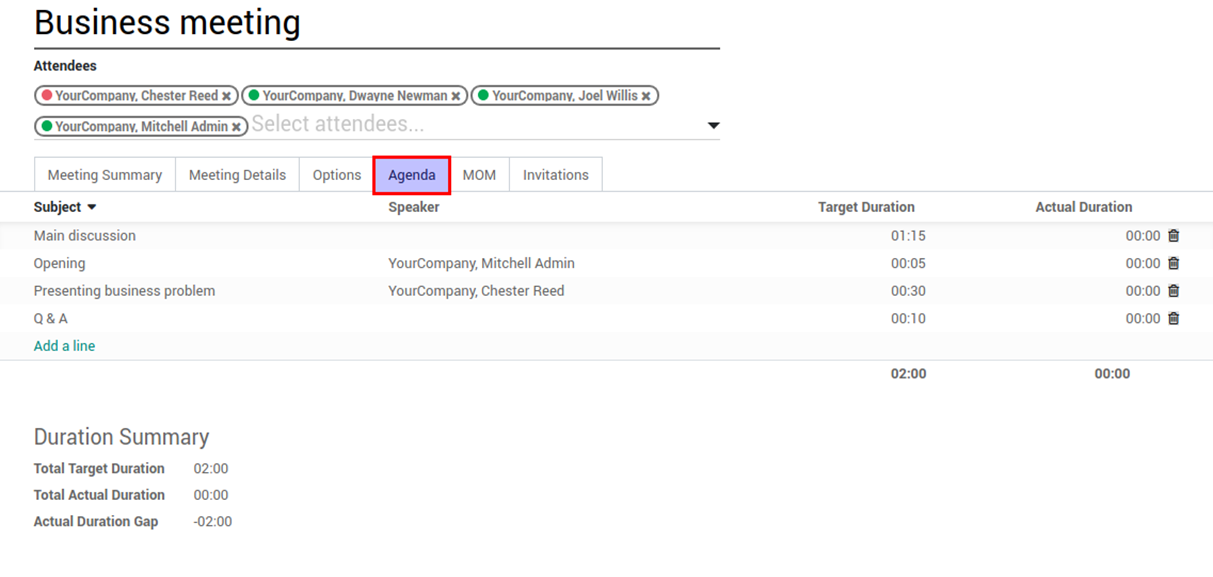 Business meeting
Attendees
YourCompany, Chester Reed × YourCompany, Dwayne Newman × YourCompany, Joel Willis ×
YourCompany, Mitchell Admin × Select attendees...
Meeting Summary Meeting Details Options Agenda MOM Invitations
Subject Speaker Target Duration Actual Duration
Main discussion 01:15 00:00
Opening YourCompany, Mitchell Admin 00:05 00:00
Presenting business problem YourCompany, Chester Reed 00:30 00:00
Q & A 00:10 00:00
Add a line
02:00 00:00
Duration Summary
Total Target Duration 02:00
Total Actual Duration 00:00
Actual Duration Gap -02:00